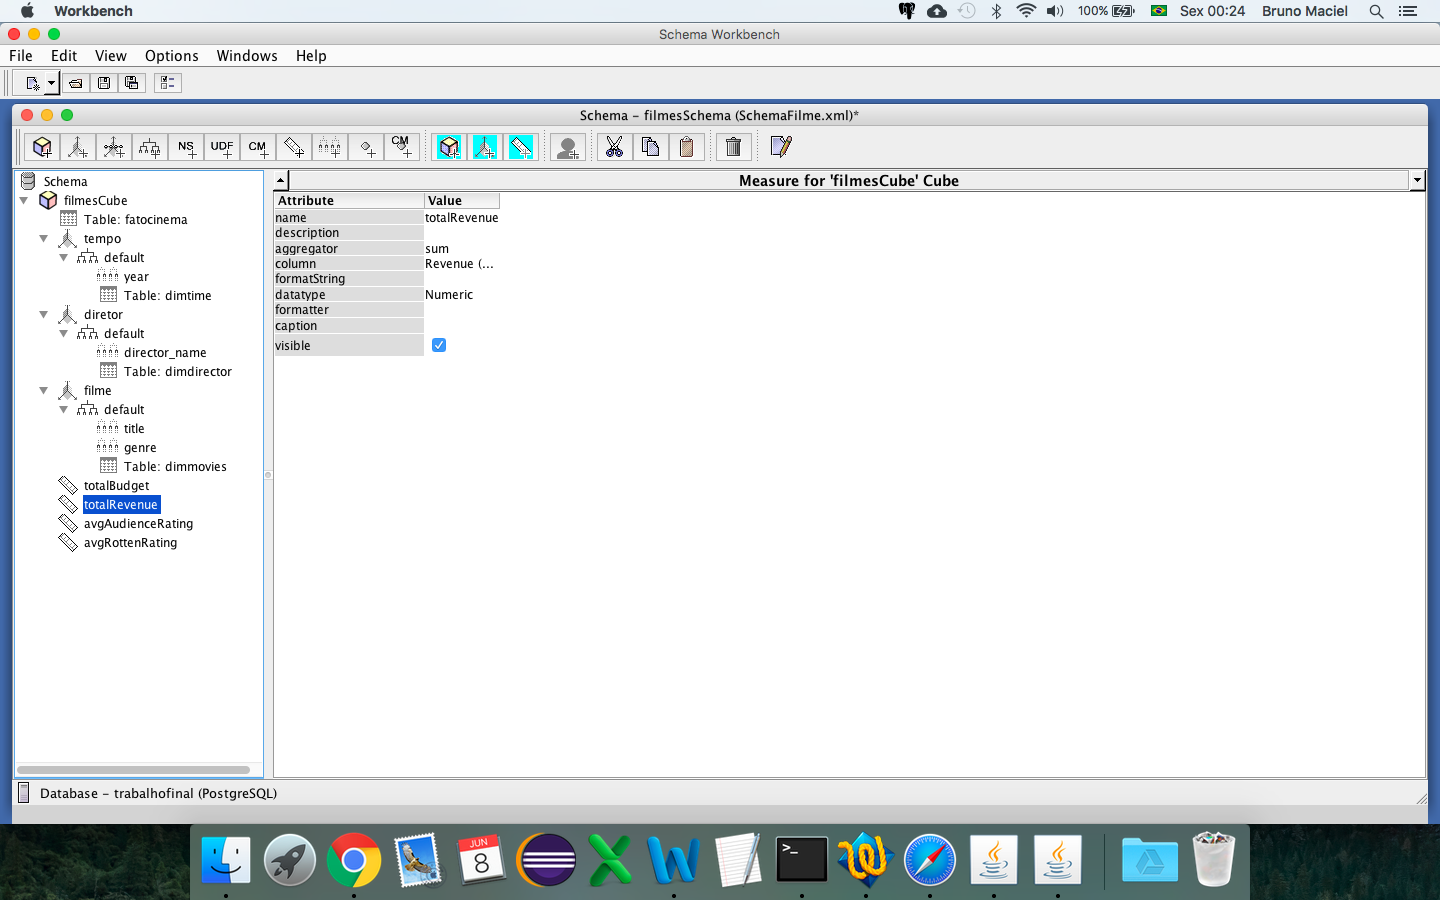 Workbench
100%
Sex 00:24
Bruno Maciel
Schema Workbench
File Edit View Options Windows Help
Schema - filmesSchema (SchemaFilme.xml)*
NS UDF CM CM
Schema
filmesCube
Table: fatocinema
tempo
default
year
Table: dimtime
diretor
default
director_name
Table: dimdirector
filme
default
title
genre
Table: dimmovies
totalBudget
totalRevenue
avgAudienceRating
avgRottenRating
Measure for 'filmesCube' Cube
Attribute Value
name totalRevenue
description
aggregator sum
column Revenue (...
formatString
datatype Numeric
formatter
caption
visible
Database - trabalhofinal (PostgreSQL)
JUN
8
>_